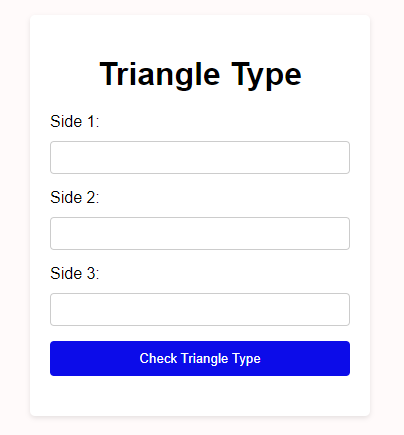 Triangle Type
Side 1:
Side 2:
Side 3:
Check Triangle Type